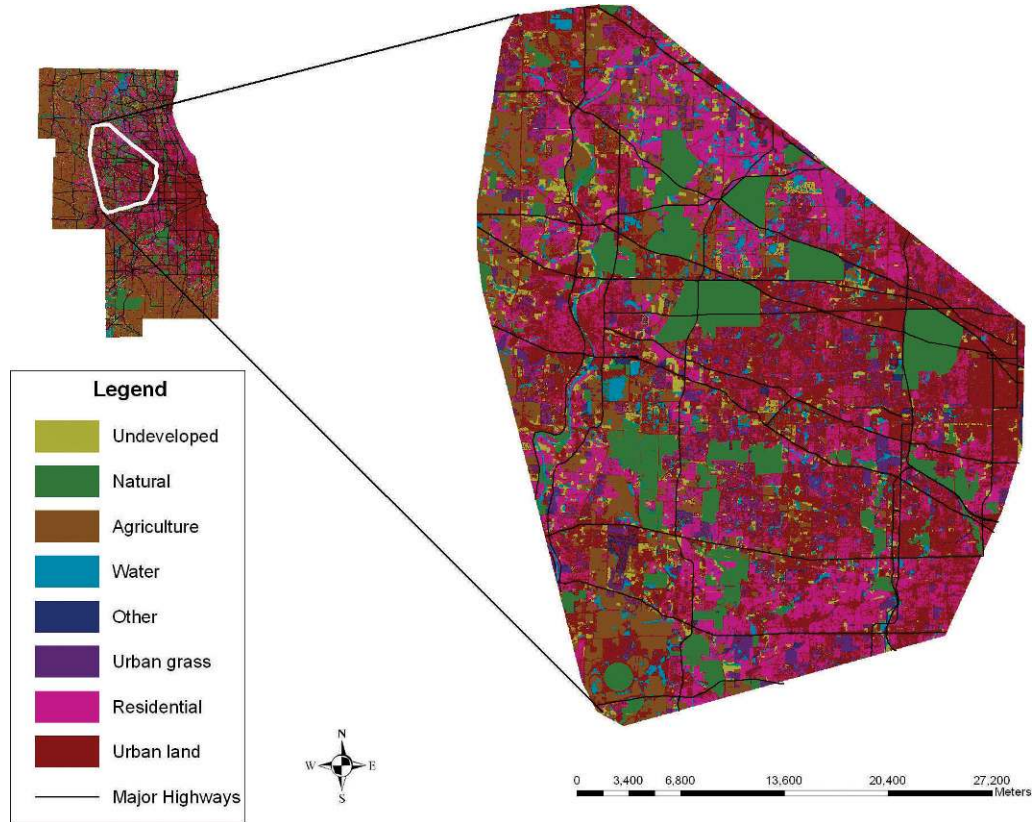 Legend
Undeveloped
Natural
Agriculture
Water
Other
Urban grass
Residential
Urban land
Major Highways
N
W E
S
0 3,400 6,800 13,600 20,400 27,200
Meters